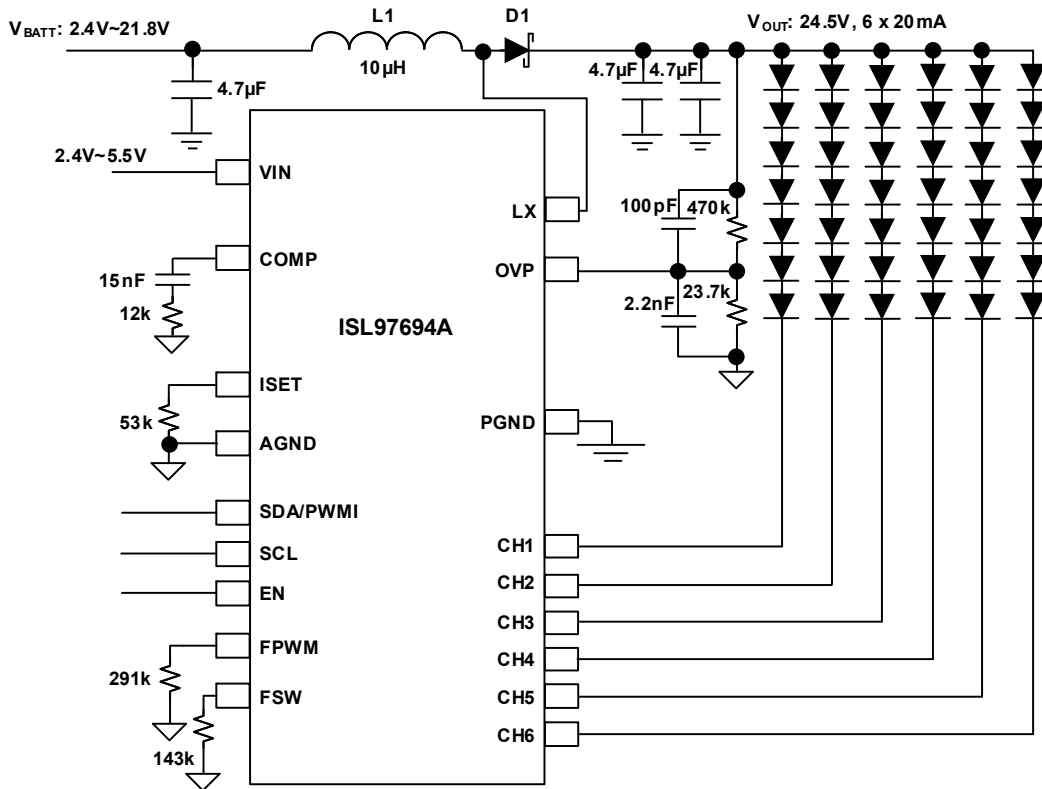 L1
D1
VBATT: 2.4V~21.8V
VOUT: 24.5V, 6 x 20mA
10µH
4.7µF
4.7µF
4.7µF
2.4V~5.5V
VIN
LX
100pF
470k
COMP
OVP
15nF
12k
2.2nF
23.7k
ISL97694A
ISET
53k
PGND
AGND
SDA/PWMI
CH1
SCL
CH2
EN
CH3
FPWM
CH4
291k
FSW
CH5
CH6
143k